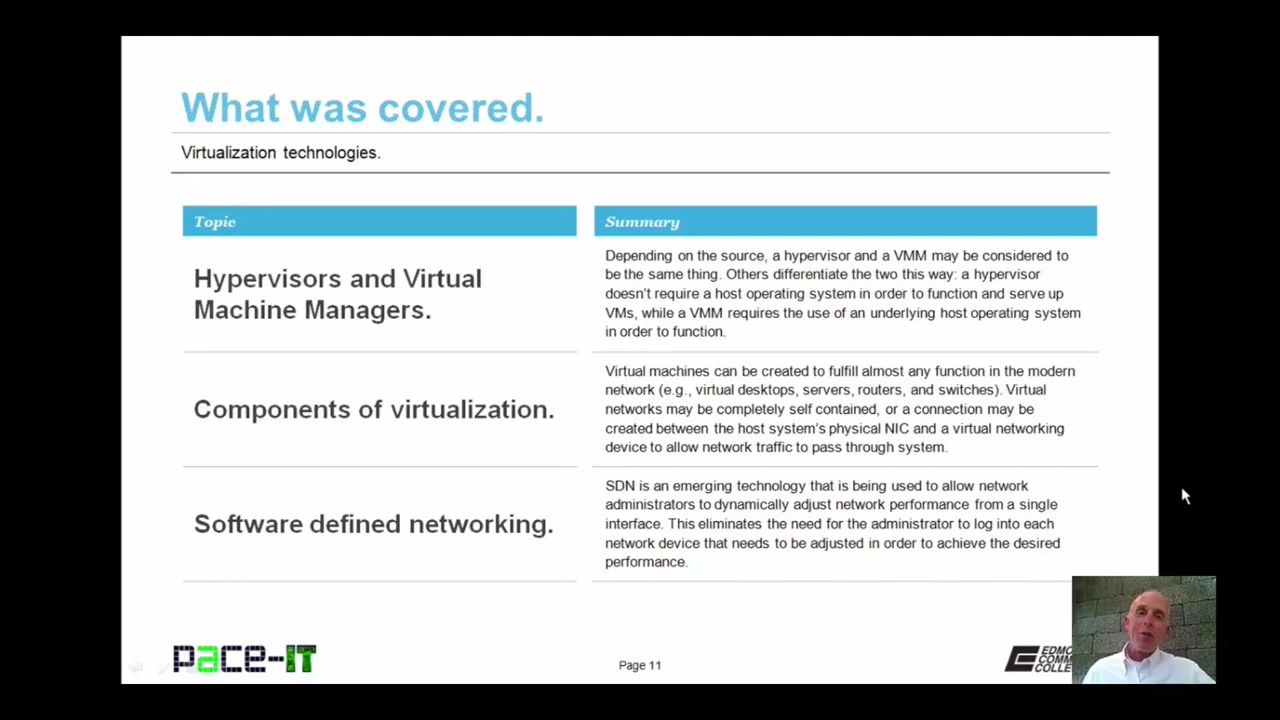 What was covered.
Virtualization technologies.
Topic
Summary
Hypervisors and Virtual
Machine Managers.
Depending on the source, a hypervisor and a VMM may be considered to
be the same thing. Others differentiate the two this way: a hypervisor
doesn't require a host operating system in order to function and serve up
VMs, while a VMM requires the use of an underlying host operating system
in order to function.
Components of virtualization.
Virtual machines can be created to fulfill almost any function in the modern
network (e.g., virtual desktops, servers, routers, and switches). Virtual
networks may be completely self contained, or a connection may be
created between the host system's physical NIC and a virtual networking
device to allow network traffic to pass through system.
Software defined networking.
SDN is an emerging technology that is being used to allow network
administrators to dynamically adjust network performance from a single
interface. This eliminates the need for the administrator to log into each
network device that needs to be adjusted in order to achieve the desired
performance.
pace-IT
Page 11